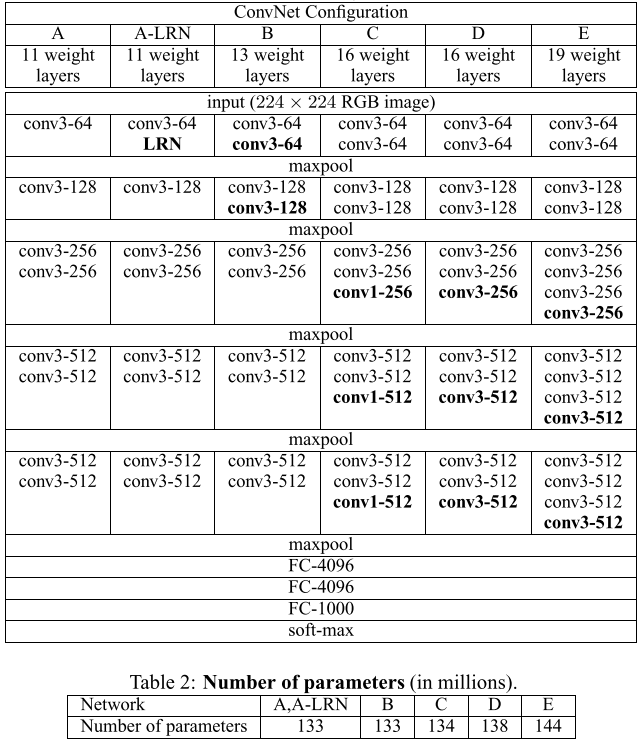 ConvNet Configuration
A A-LRN B C D E
11 weight 11 weight 13 weight 16 weight 16 weight 19 weight
layers layers layers layers layers layers
input (224 × 224 RGB image)
conv3-64 conv3-64 conv3-64 conv3-64 conv3-64 conv3-64
LRN conv3-64 conv3-64 conv3-64 conv3-64
maxpool
conv3-128 conv3-128 conv3-128 conv3-128 conv3-128 conv3-128
conv3-128 conv3-128 conv3-128 conv3-128
maxpool
conv3-256 conv3-256 conv3-256 conv3-256 conv3-256 conv3-256
conv3-256 conv3-256 conv3-256 conv3-256 conv3-256 conv3-256
conv1-256 conv3-256 conv3-256
conv3-256
maxpool
conv3-512 conv3-512 conv3-512 conv3-512 conv3-512 conv3-512
conv3-512 conv3-512 conv3-512 conv3-512 conv3-512 conv3-512
conv1-512 conv3-512 conv3-512
conv3-512
maxpool
conv3-512 conv3-512 conv3-512 conv3-512 conv3-512 conv3-512
conv3-512 conv3-512 conv3-512 conv3-512 conv3-512 conv3-512
conv1-512 conv3-512 conv3-512
conv3-512
maxpool
FC-4096
FC-4096
FC-1000
soft-max
Table 2: Number of parameters (in millions).
Network A,A-LRN B C D E
Number of parameters 133 133 134 138 144